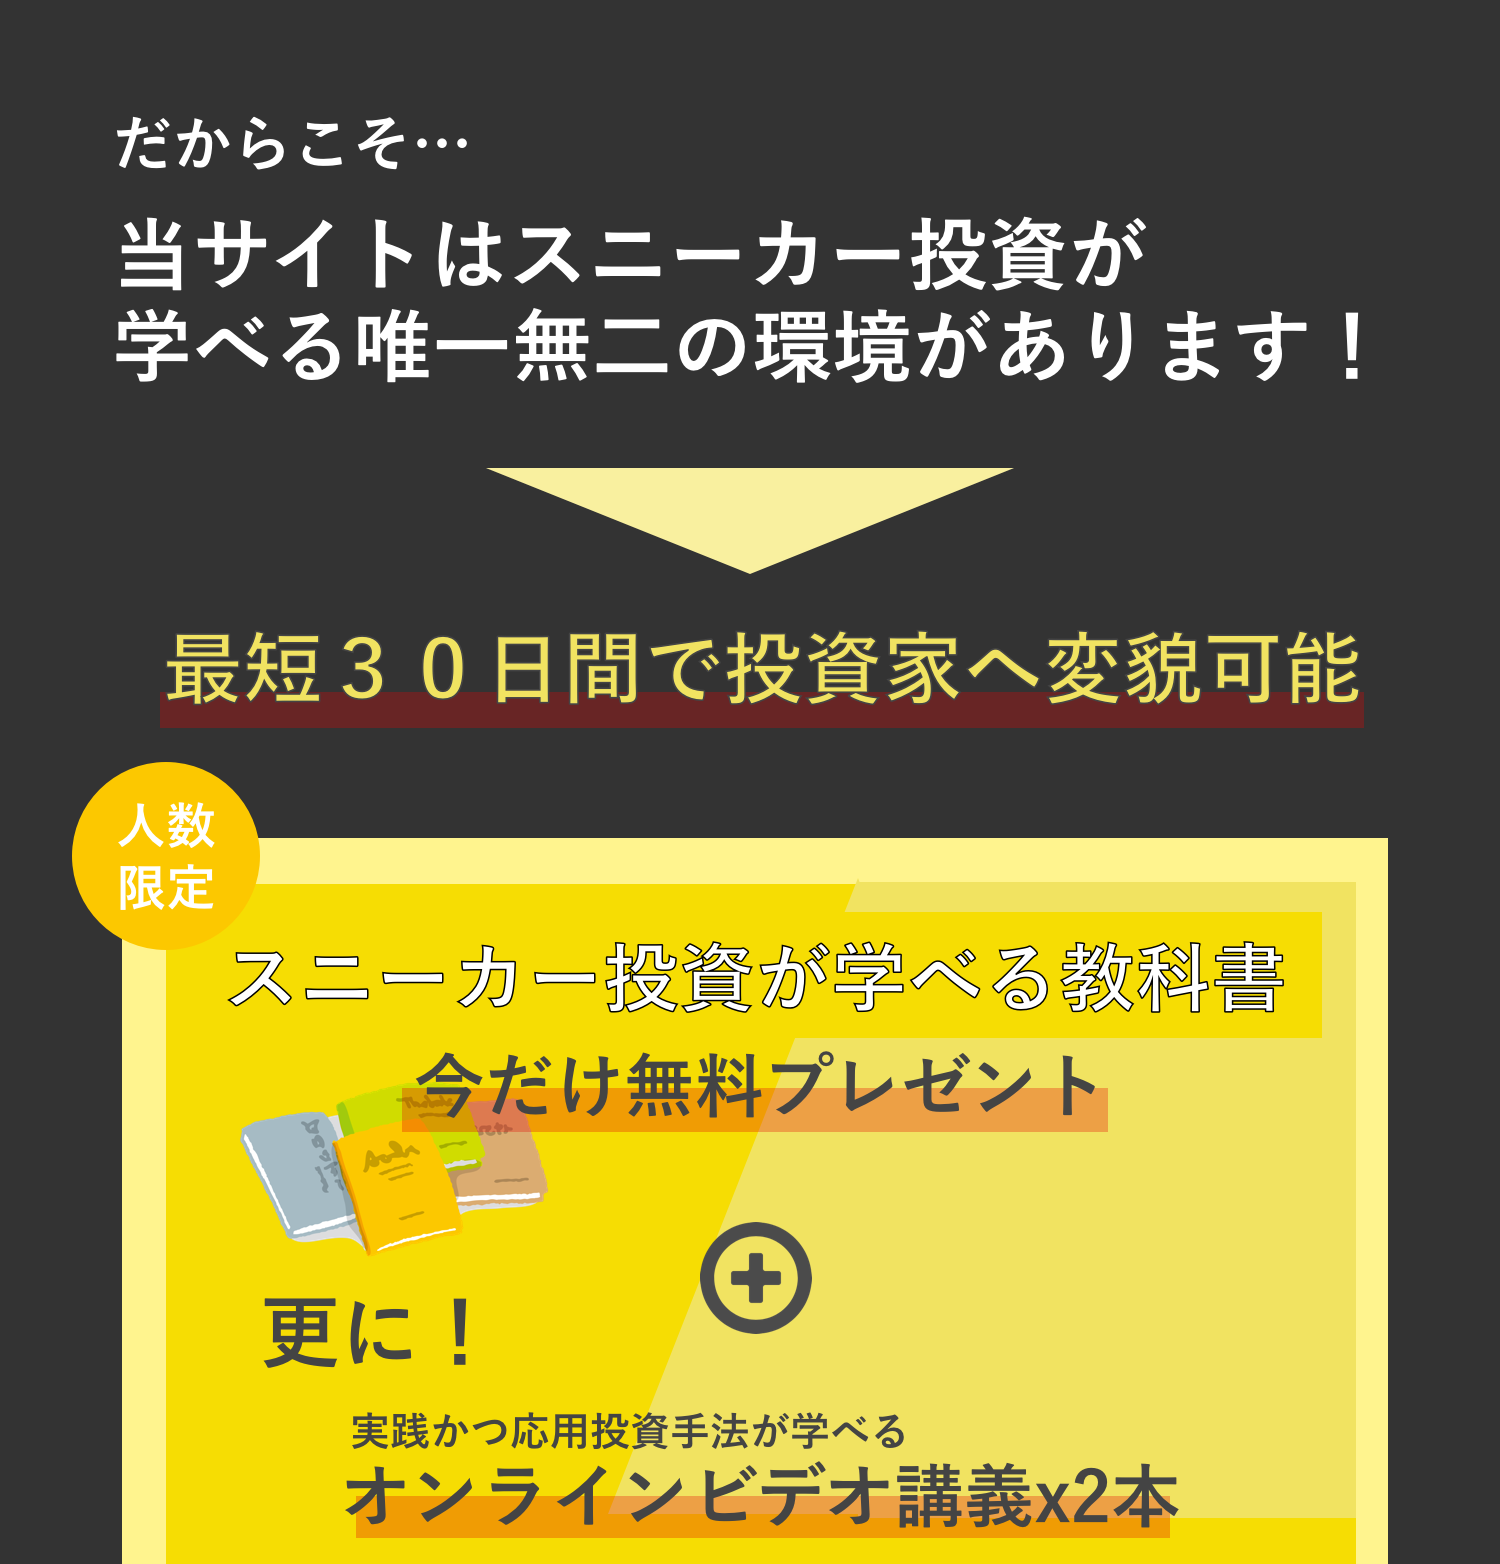 だからこそ…
当サイトはスニーカー投資が
学べる唯一無二の環境があります！
最短３０日間で投資家へ変貌可能
人数
限定
スニーカー投資が学べる教科書
今だけ無料プレゼント
更に！
実践かつ応用投資手法が学べる
オンラインビデオ講義x2本